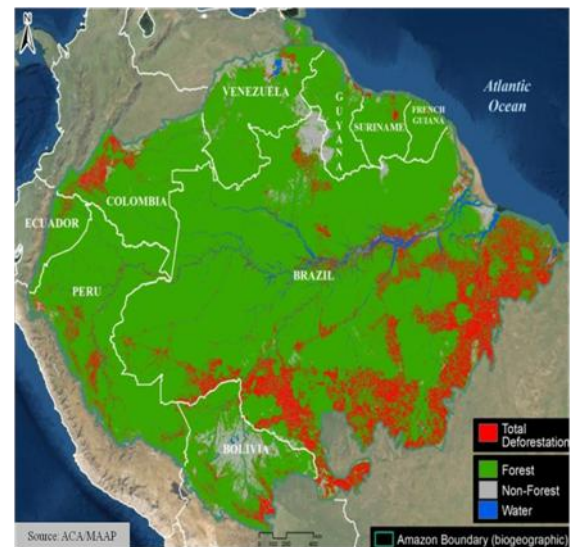 N
VENEZUELA
Atlantic
Ocean
GUYANA
SURINAME
FRENCH
GUIANA
COLOMBIA
ECUADOR
PERU
BRAZIL
BOLIVIA
Total
Deforestation
Forest
Non-Forest
Water
Amazon Boundary (biogeographic)
Source: ACA/MAAP